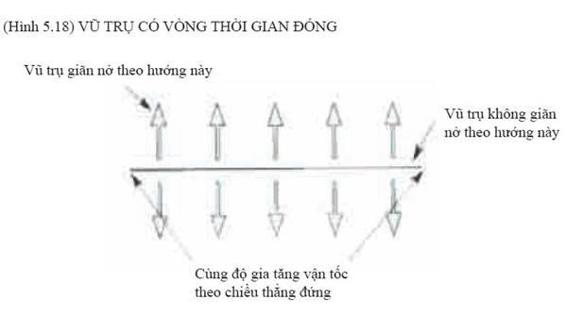 (Hình 5.18) VŨ TRỤ CÓ VÒNG THỜI GIAN ĐÓNG
Vũ trụ giãn nở theo hướng này
Vũ trụ không giãn
nở theo hướng này
Cùng độ gia tăng vận tốc
theo chiều thẳng đứng